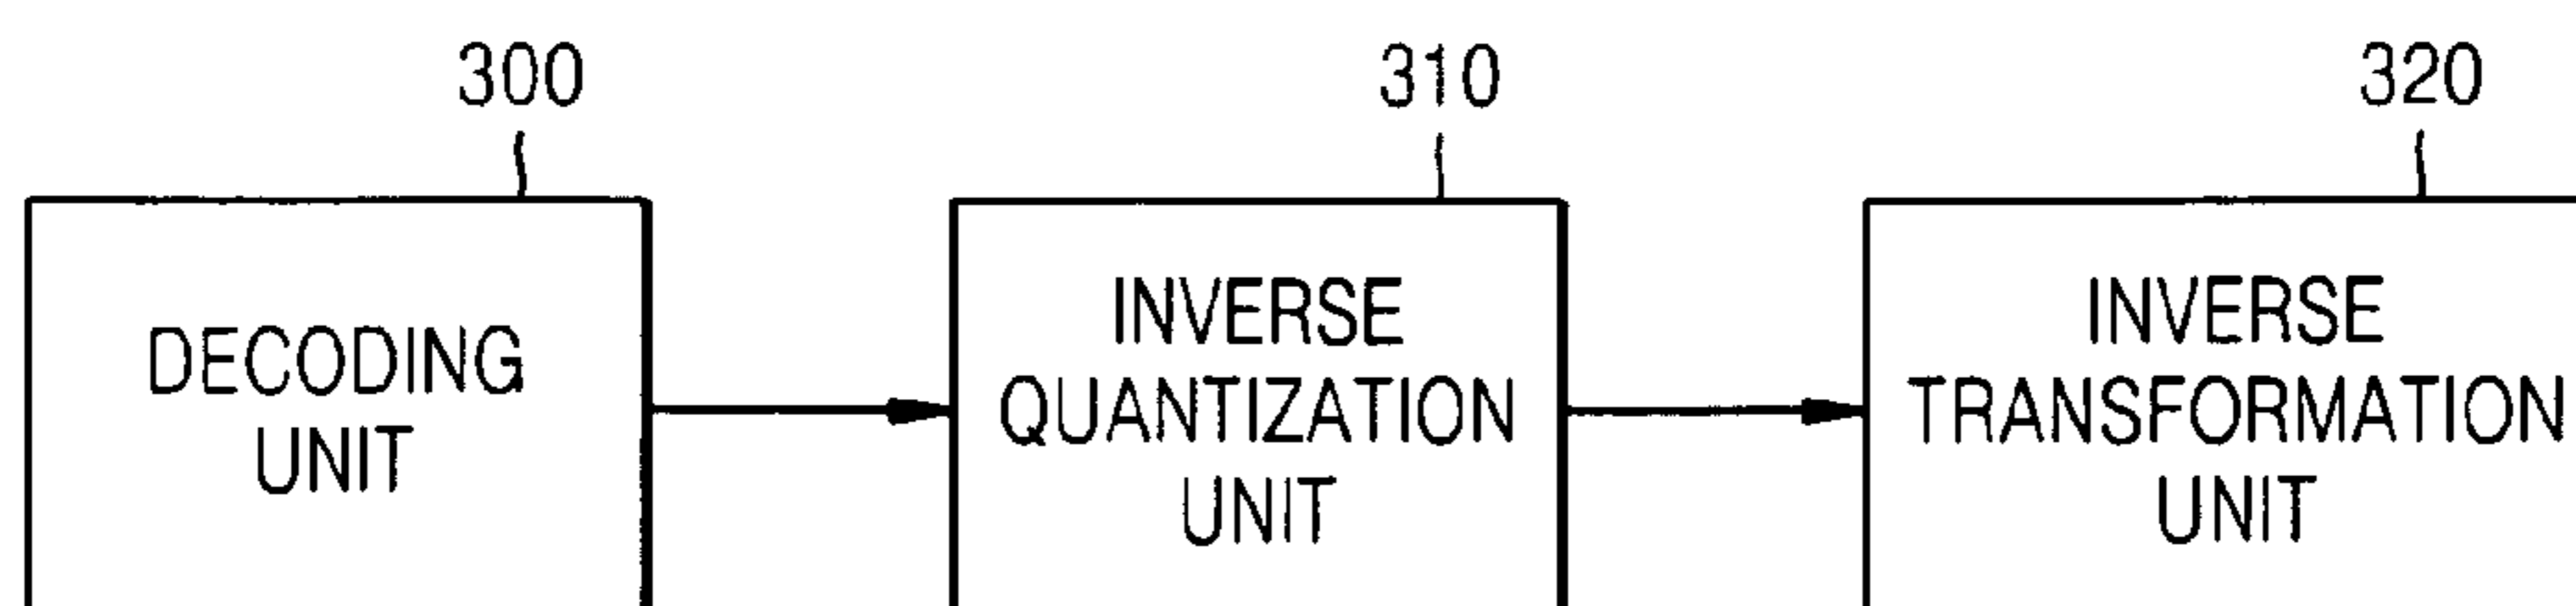 300
310
320
DECODING
UNIT
INVERSE
QUANTIZATION
UNIT
INVERSE
TRANSFORMATION
UNIT